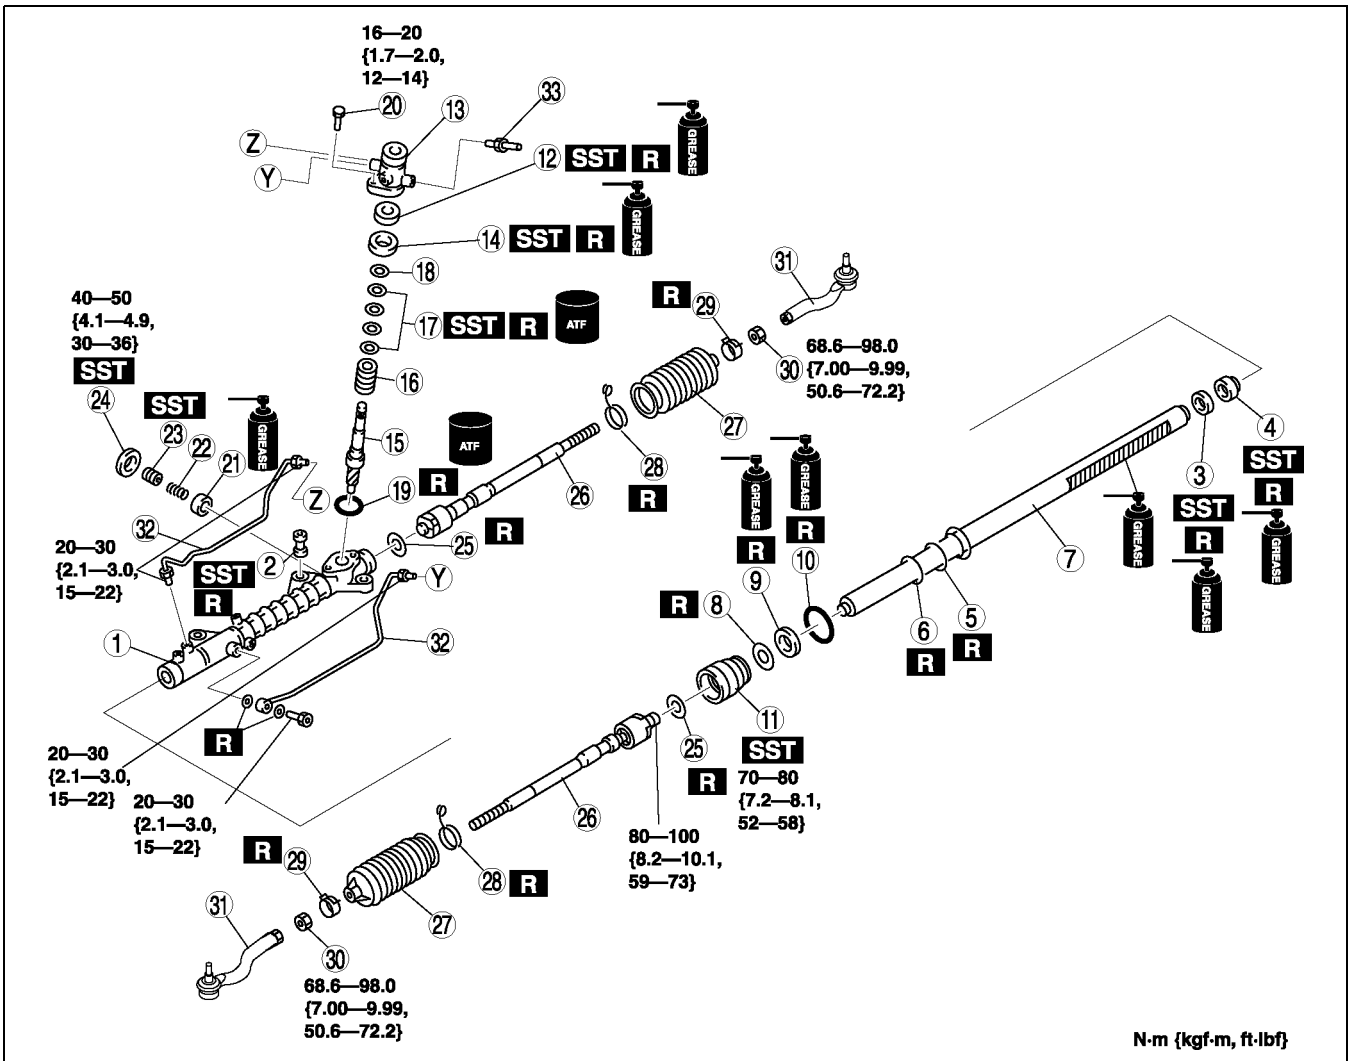 16—20
{1.7—2.0,
12—14}
20
13
33
Z
Y
12 SST R GREASE
14 SST R GREASE
18
17 SST R ATF
16
15
19 R ATF
31
R 29
30
68.6—98.0
{7.00—9.99,
50.6—72.2}
27
28
R
26
R
25
40—50
{4.1—4.9,
30—36}
SST
24
SST
23
22
21
GREASE
Z
32
20—30
{2.1—3.0,
15—22}
2
SST
R
Y
32
1
R
20—30
{2.1—3.0,
15—22}
20—30
{2.1—3.0,
15—22}
4
SST
R
GREASE
3
SST
R
GREASE
GREASE
7
GREASE
R
10
GREASE
R
9
R 8
5
R
6
R
11
SST
70—80
{7.2—8.1,
52—58}
25
R
26
80—100
{8.2—10.1,
59—73}
R 29
28 R
27
31
30
68.6—98.0
{7.00—9.99,
50.6—72.2}
N·m {kgf·m, ft·lbf}